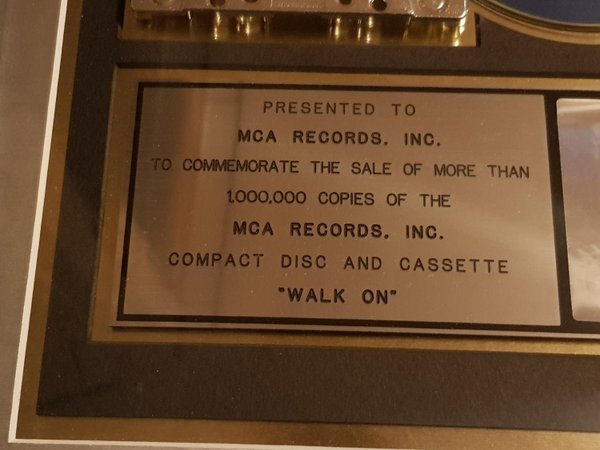 PRESENTED TO
MCA RECORDS, INC.
TO COMMEMORATE THE SALE OF MORE THAN
1,000,000 COPIES OF THE
MCA RECORDS, INC.
COMPACT DISC AND CASSETTE
"WALK ON"